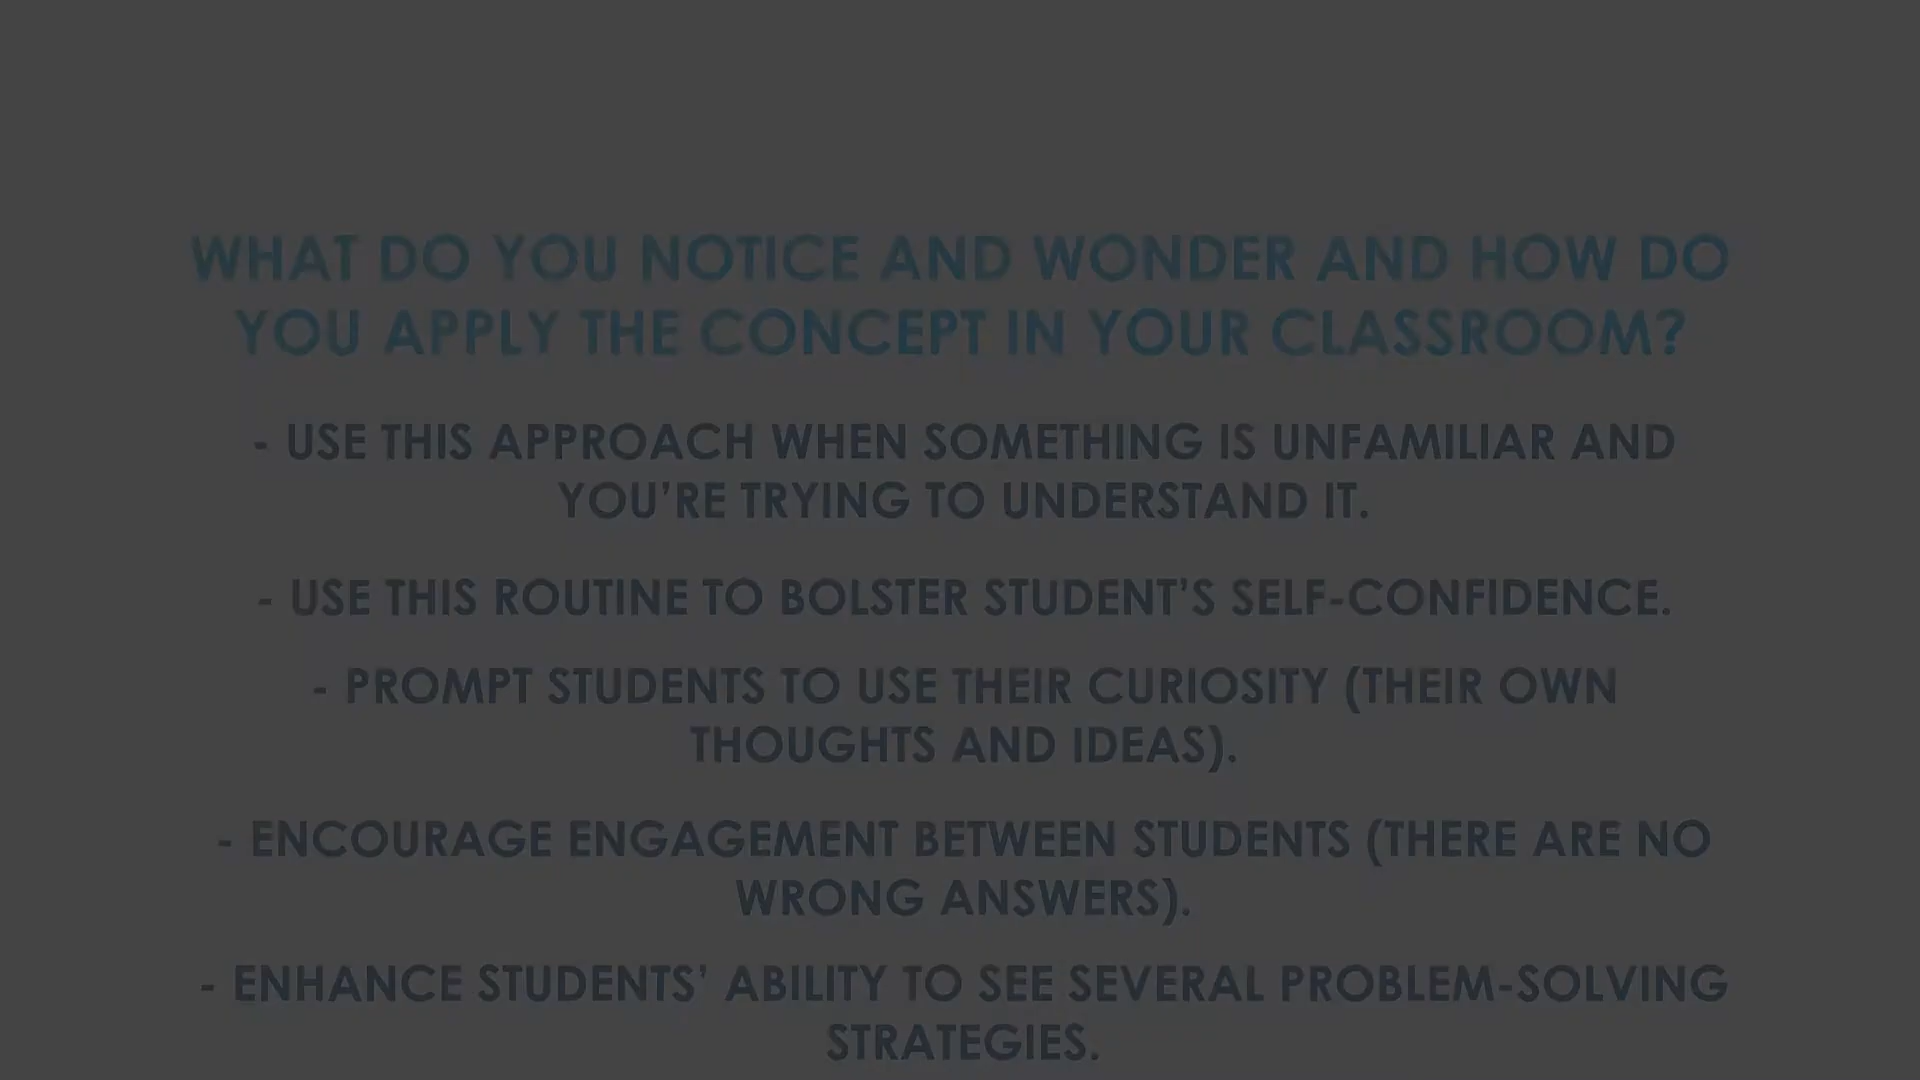 WHAT DO YOU NOTICE AND WONDER AND HOW DO
YOU APPLY THE CONCEPT IN YOUR CLASSROOM?
- USE THIS APPROACH WHEN SOMETHING IS UNFAMILIAR AND
YOU’RE TRYING TO UNDERSTAND IT.
- USE THIS ROUTINE TO BOLSTER STUDENT’S SELF-CONFIDENCE.
- PROMPT STUDENTS TO USE THEIR CURIOSITY (THEIR OWN
THOUGHTS AND IDEAS).
- ENCOURAGE ENGAGEMENT BETWEEN STUDENTS (THERE ARE NO
WRONG ANSWERS).
- ENHANCE STUDENTS’ ABILITY TO SEE SEVERAL PROBLEM-SOLVING
STRATEGIES.